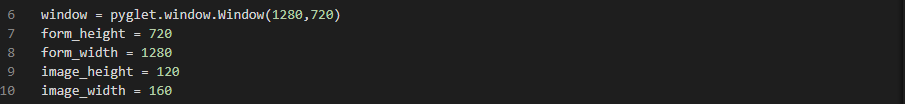 6 window = pyglet.window.Window(1280,720)
7 form_height = 720
8 form_width = 1280
9 image_height = 120
10 image_width = 160